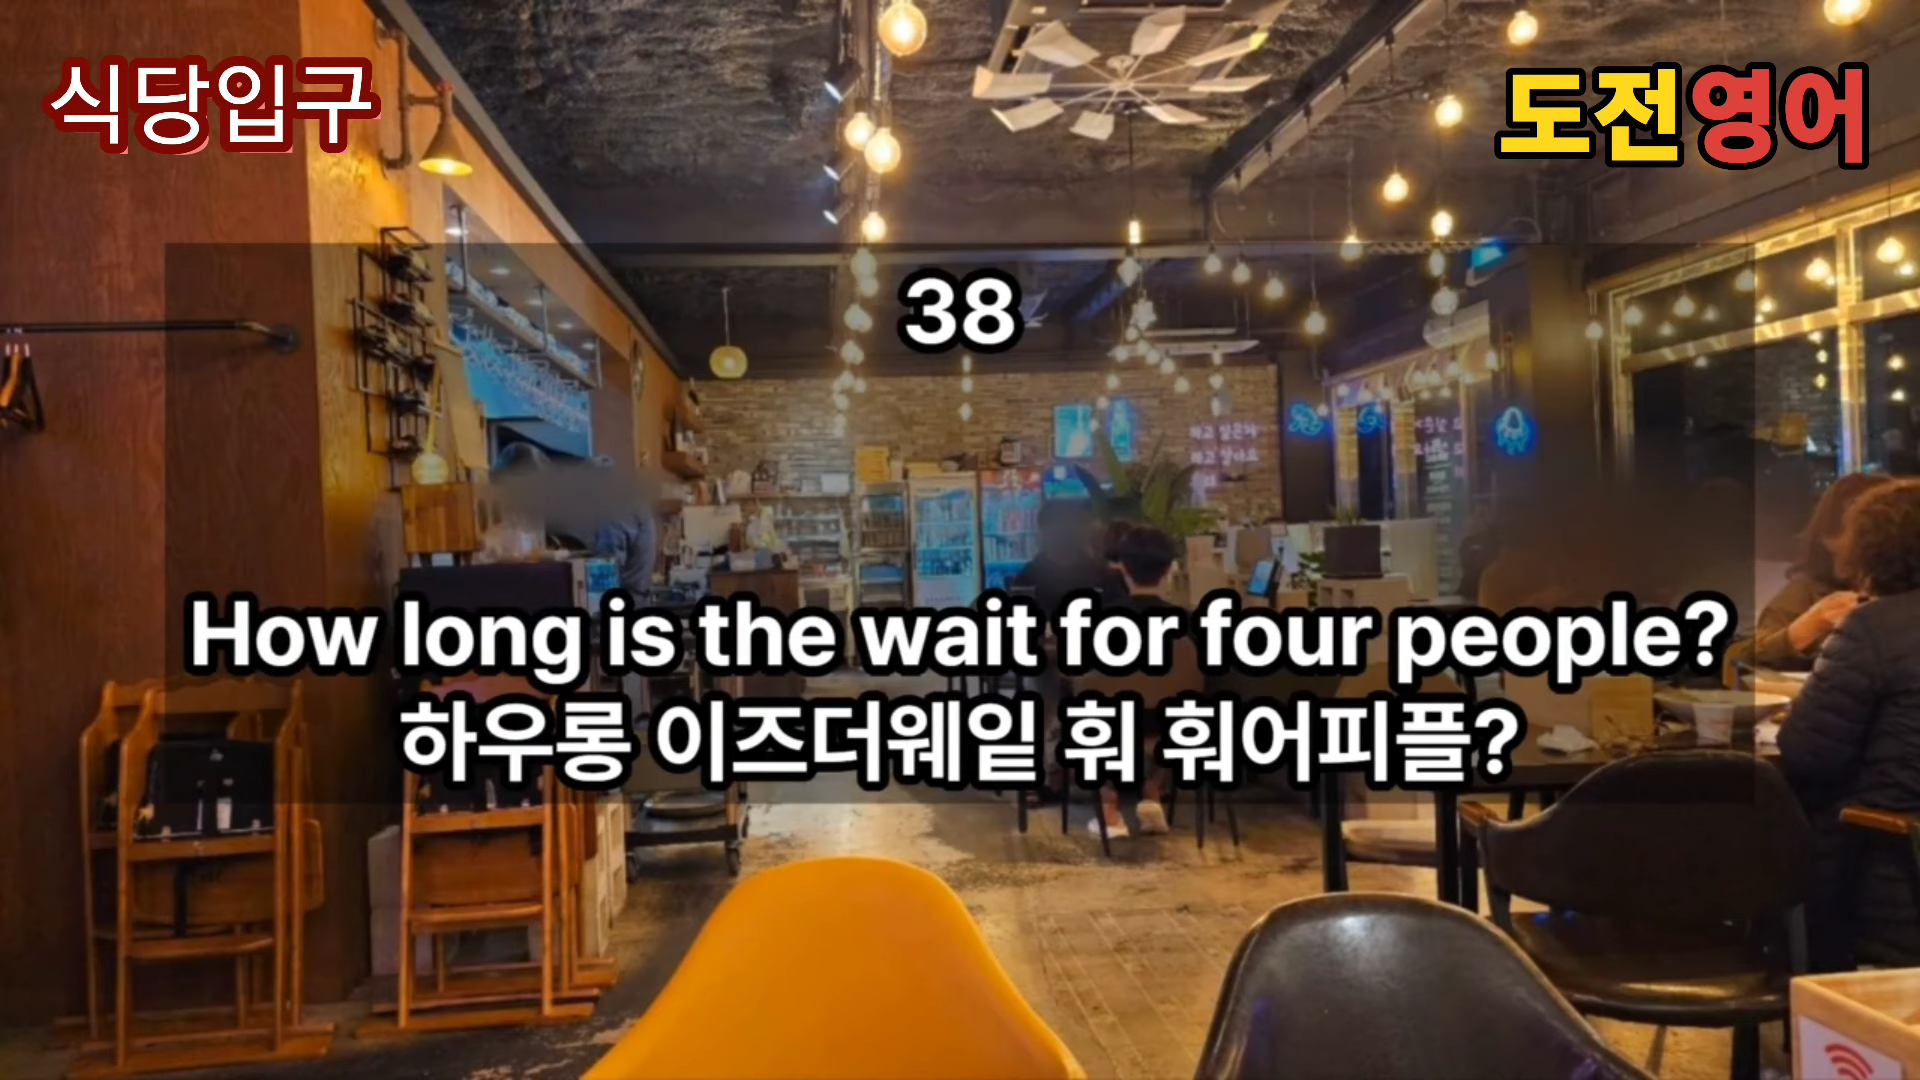 식당입구
도전영어
38
How long is the wait for four people?
하우롱 이즈더웨잍 훠 훠어피플?